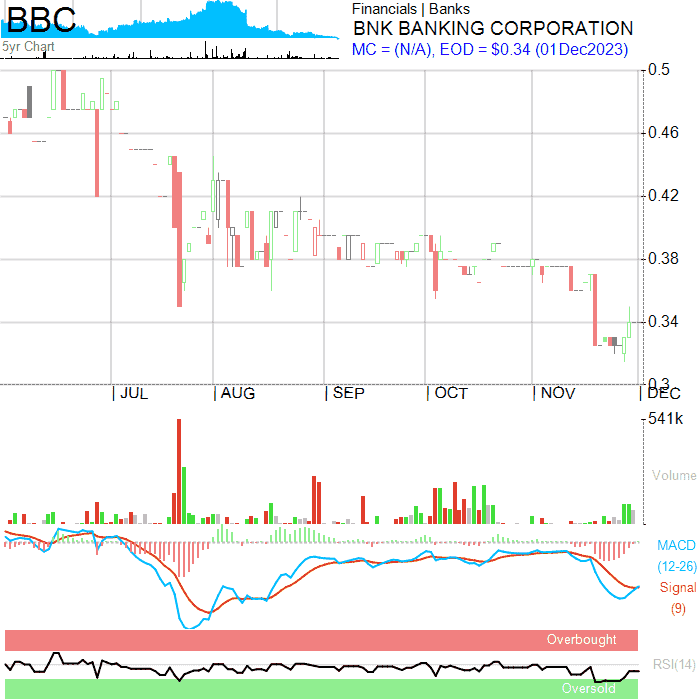 BBC
5yr Chart
Financials | Banks
BNK BANKING CORPORATION
MC = (N/A), EOD = $0.34 (01Dec2023)
0.5
0.46
0.42
0.38
0.34
0.3
JUL AUG SEP OCT NOV DEC
541k
Volume
MACD
(12-26)
Signal
(9)
Overbought
RSI(14)
Oversold